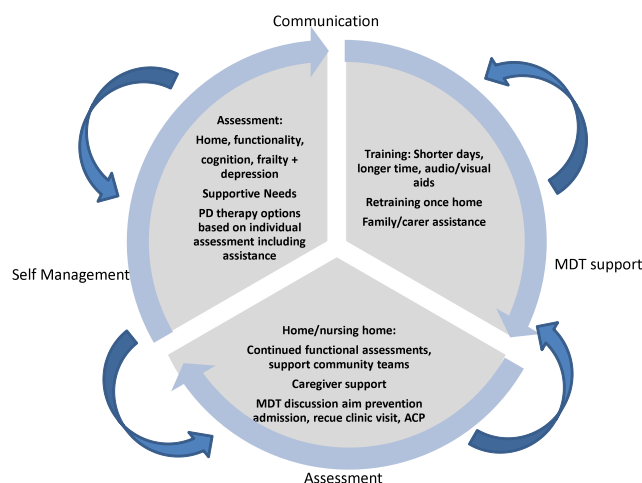 Communication
Assessment:
Home, functionality,
cognition, frailty +
depression
Supportive Needs
PD therapy options
based on individual
assessment including
assistance
Training: Shorter days,
longer time, audio/visual
aids
Retraining once home
Family/carer assistance
Self Management
MDT support
Home/nursing home:
Continued functional assessments,
support community teams
Caregiver support
MDT discussion aim prevention
admission, recue clinic visit, ACP
Assessment